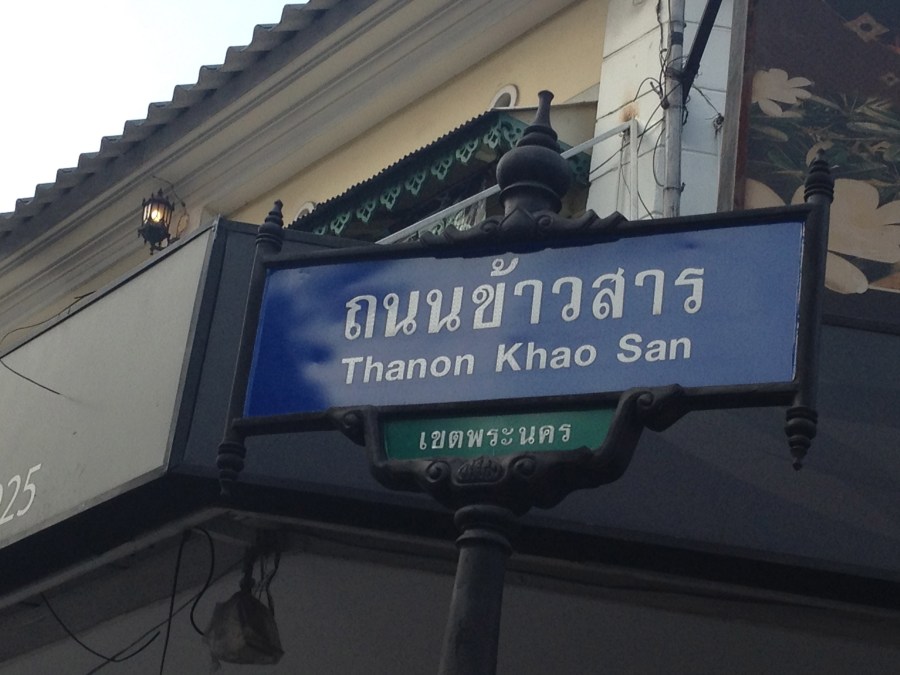 ถนนข้าวสาร
Thanon Khao San
เขตพระนคร
25